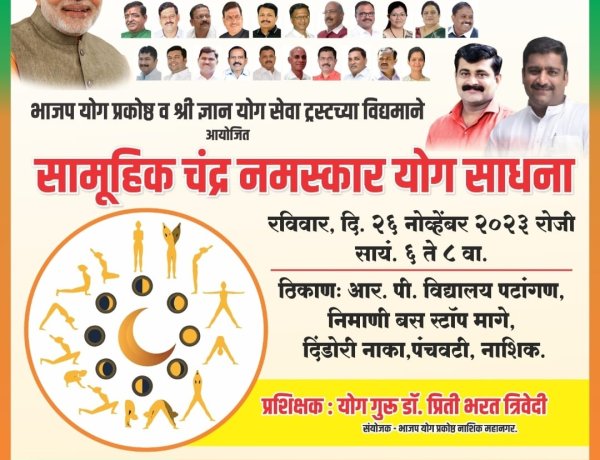 भाजप योग प्रकोष्ठ व श्री ज्ञान योग सेवा ट्रस्टच्या विद्यमाने
आयोजित
सामूहिक चंद्र नमस्कार योग साधना
रविवार, दि. २६ नोव्हेंबर २०२३ रोजी
सायं. ६ ते ८ वा.
ठिकाणः आर. पी. विद्यालय पटांगण,
निमाणी बस स्टॉप मागे,
दिंडोरी नाका,पंचवटी, नाशिक.
प्रशिक्षक : योग गुरू डॉ. प्रिती भरत त्रिवेदी
संयोजक - भाजप योग प्रकोष्ठ नाशिक महानगर.